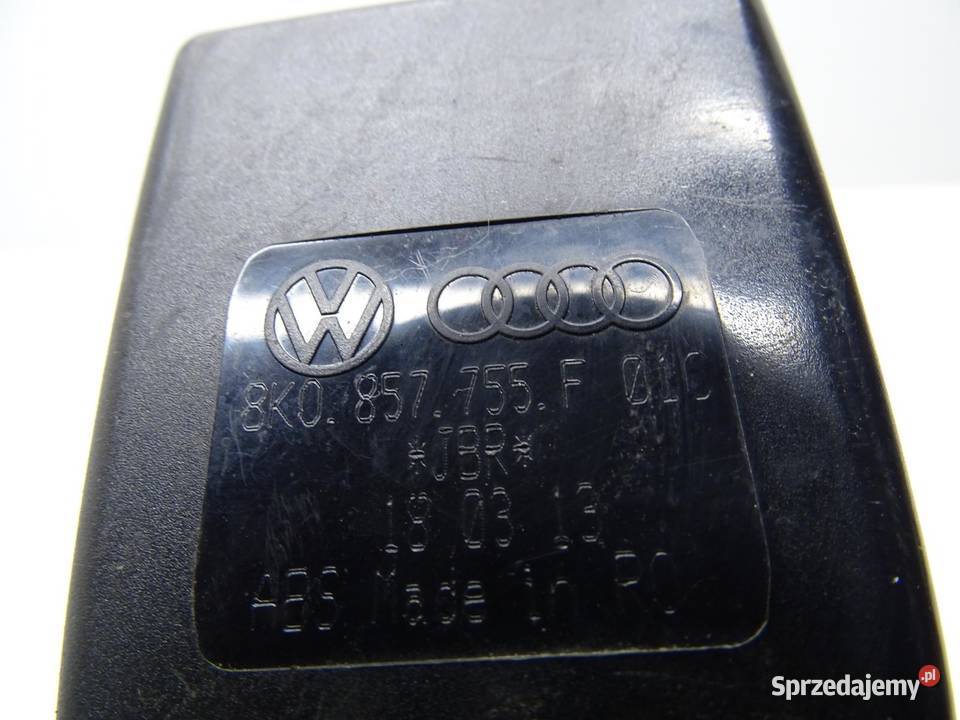 8K0.857.755.F 01C
*JBR*
18 03 13
ABS Made in RO
Sprzedajemy.pl